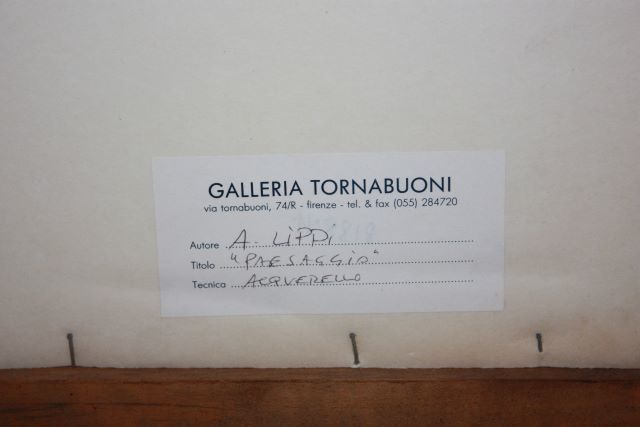 GALLERIA TORNABUONI
via tornabuoni, 74/R - firenze - tel. & fax (055) 284720
Autore A. LiPPi
Titolo "PAESAGGIO"
Tecnica ACQUERELLO